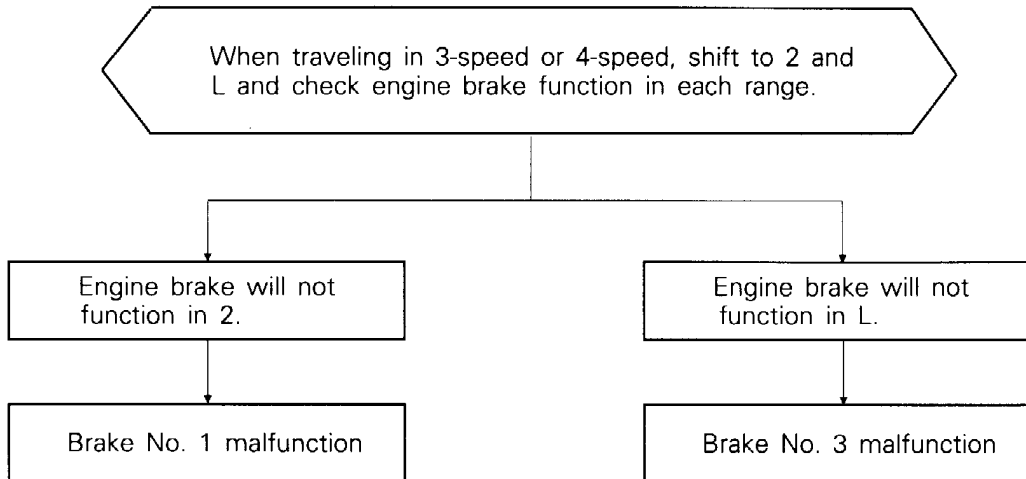 When traveling in 3-speed or 4-speed, shift to 2 and
L and check engine brake function in each range.
Engine brake will not
function in 2.
Engine brake will not
function in L.
Brake No. 1 malfunction
Brake No. 3 malfunction